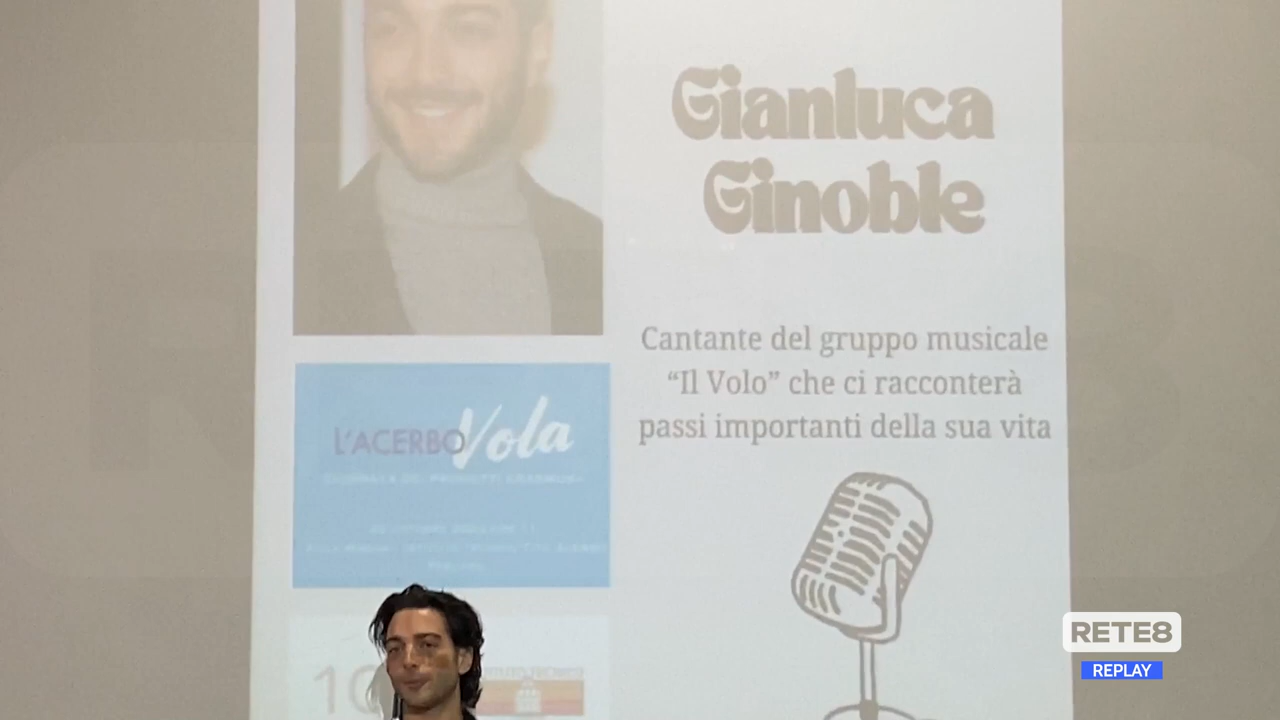 Gianluca
Ginoble
Cantante del gruppo musicale
“Il Volo” che ci racconterà
passi importanti della sua vita
L'ACERBO Vola
RETE8
REPLAY